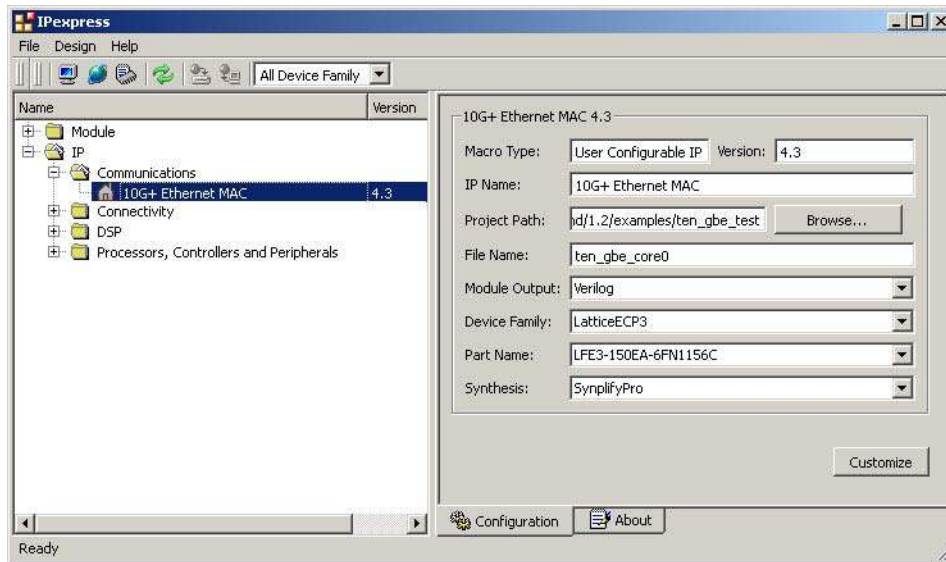 IPexpress
File Design Help
All Device Family
Name Version
Module
IP
Communications
10G+ Ethernet MAC 4.3
Connectivity
DSP
Processors, Controllers and Peripherals
10G+ Ethernet MAC 4.3
Macro Type: User Configurable IP Version: 4.3
IP Name: 10G+ Ethernet MAC
Project Path: /1.2/examples/ten_gbe_test Browse...
File Name: ten_gbe_core0
Module Output: Verilog
Device Family: LatticeECP3
Part Name: LFE3-150EA-6FN1156C
Synthesis: SynplifyPro
Customize
Configuration About
Ready